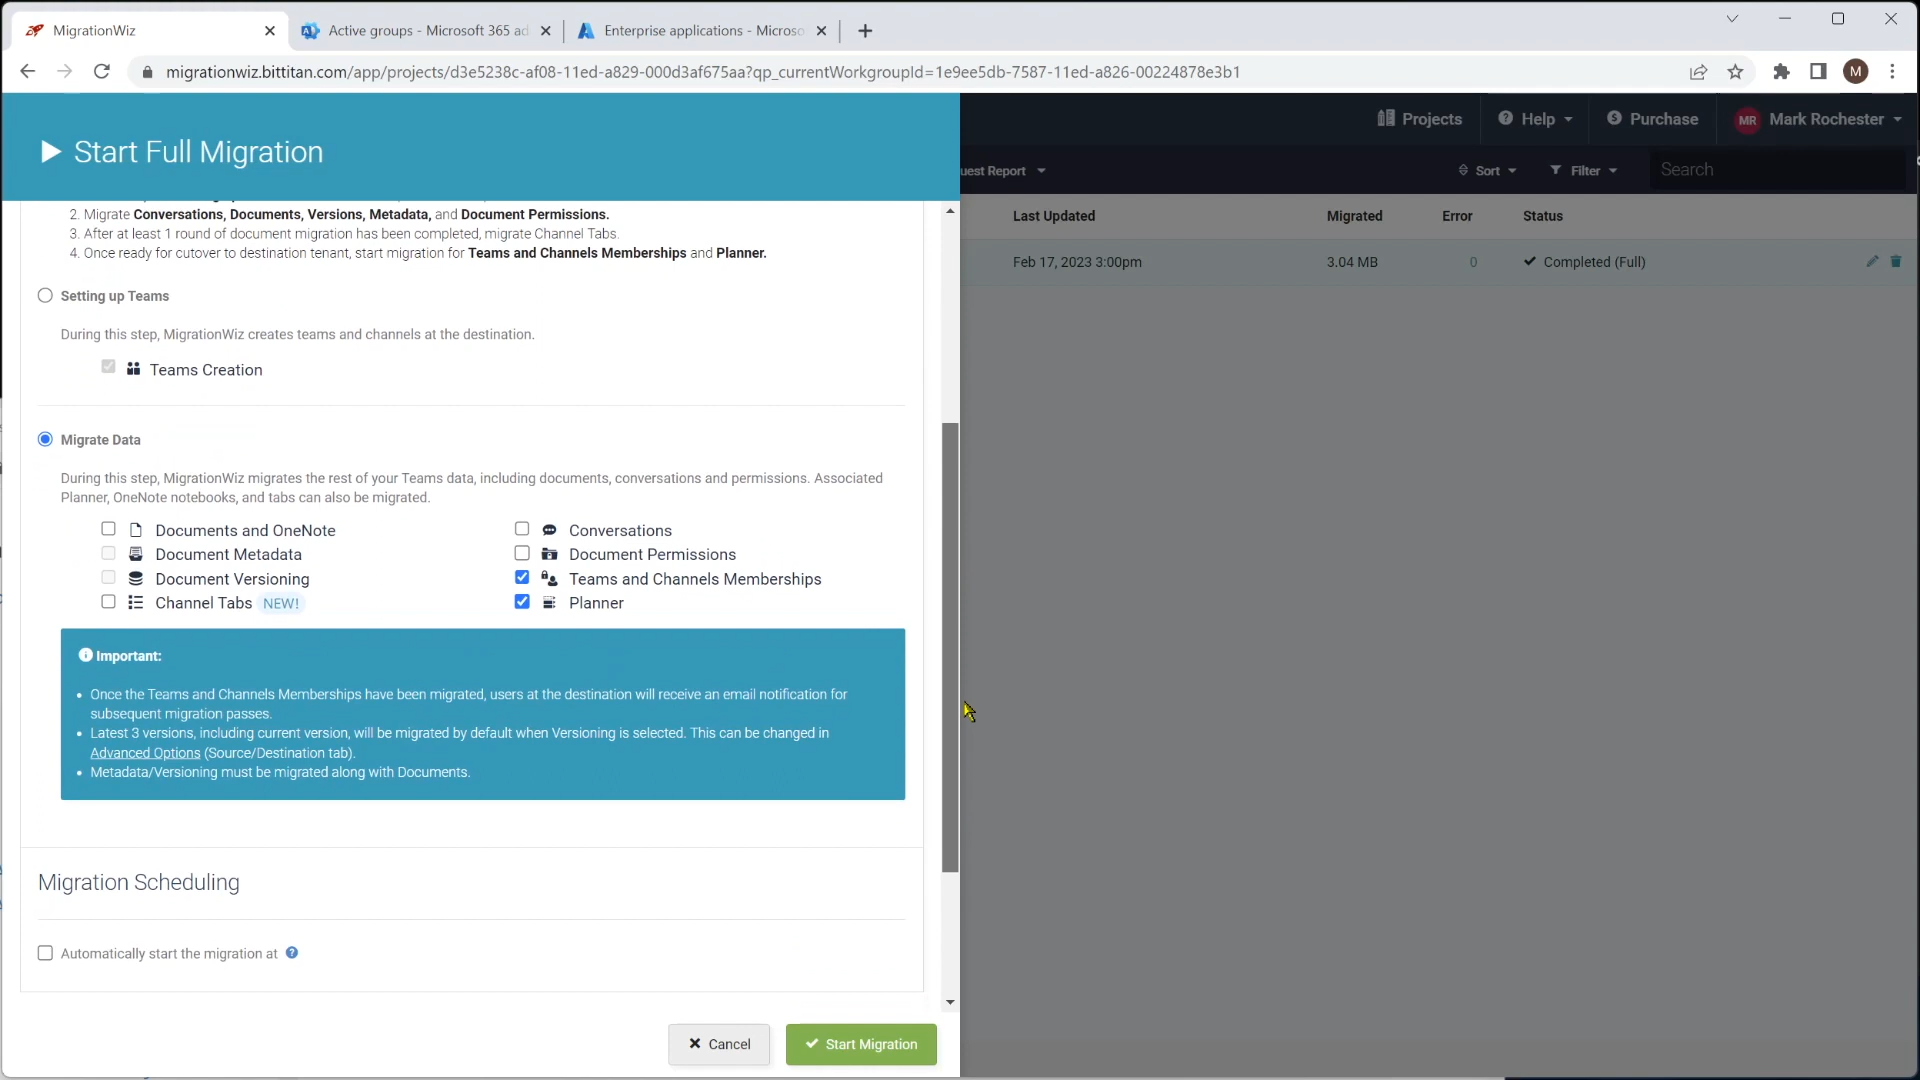 MigrationWiz
Active groups - Microsoft 365 ad
Enterprise applications - Microso
migrationwiz.bittitan.com/app/projects/d3e5238c-af08-11ed-a829-000d3af675aa?qp_currentWorkgroupId=1e9ee5db-7587-11ed-a826-00224878e3b1
M
Projects
Help
Purchase
MR
Mark Rochester
Start Full Migration
uest Report
Sort
Filter
Search
Last Updated
Migrated
Error
Status
Feb 17, 2023 3:00pm
3.04 MB
0
Completed (Full)
2. Migrate Conversations, Documents, Versions, Metadata, and Document Permissions.
3. After at least 1 round of document migration has been completed, migrate Channel Tabs.
4. Once ready for cutover to destination tenant, start migration for Teams and Channels Memberships and Planner.
Setting up Teams
During this step, MigrationWiz creates teams and channels at the destination.
Teams Creation
Migrate Data
During this step, MigrationWiz migrates the rest of your Teams data, including documents, conversations and permissions. Associated
Planner, OneNote notebooks, and tabs can also be migrated.
Documents and OneNote
Conversations
Document Metadata
Document Permissions
Document Versioning
Teams and Channels Memberships
Channel Tabs NEW!
Planner
Important:
• Once the Teams and Channels Memberships have been migrated, users at the destination will receive an email notification for
subsequent migration passes.
• Latest 3 versions, including current version, will be migrated by default when Versioning is selected. This can be changed in
Advanced Options (Source/Destination tab).
• Metadata/Versioning must be migrated along with Documents.
Migration Scheduling
Automatically start the migration at
Cancel
Start Migration